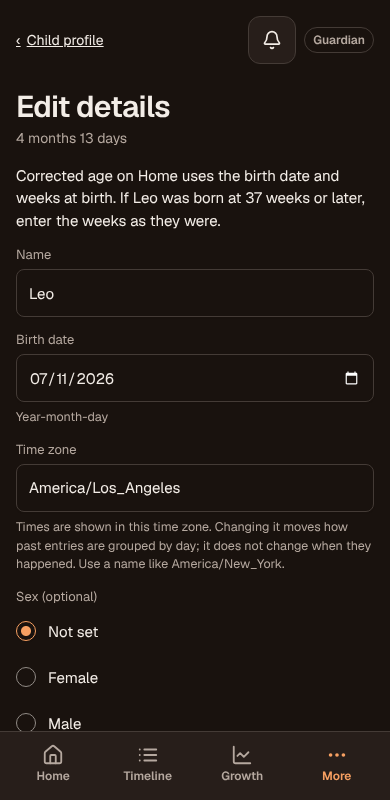 ‹ Child profile
Guardian
Edit details
4 months 13 days
Corrected age on Home uses the birth date and
weeks at birth. If Leo was born at 37 weeks or later,
enter the weeks as they were.
Name
Leo
Birth date
07/11/2026
Year-month-day
Time zone
America/Los_Angeles
Times are shown in this time zone. Changing it moves how
past entries are grouped by day; it does not change when they
happened. Use a name like America/New_York.
Sex (optional)
Not set
Female
Male
Home
Timeline
Growth
More